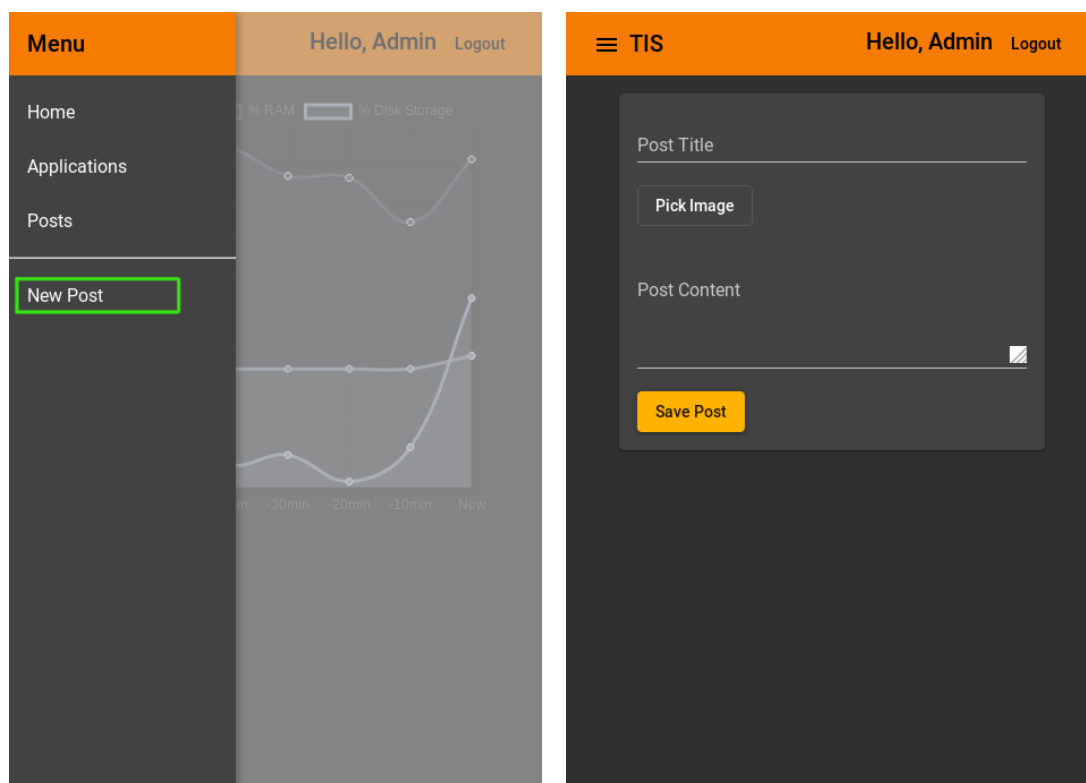 Menu
Hello, Admin Logout
Home
% RAM % Disk Storage
Applications
Posts
New Post
-30min -20min -10min Now
TIS
Hello, Admin Logout
Post Title
Pick Image
Post Content
Save Post